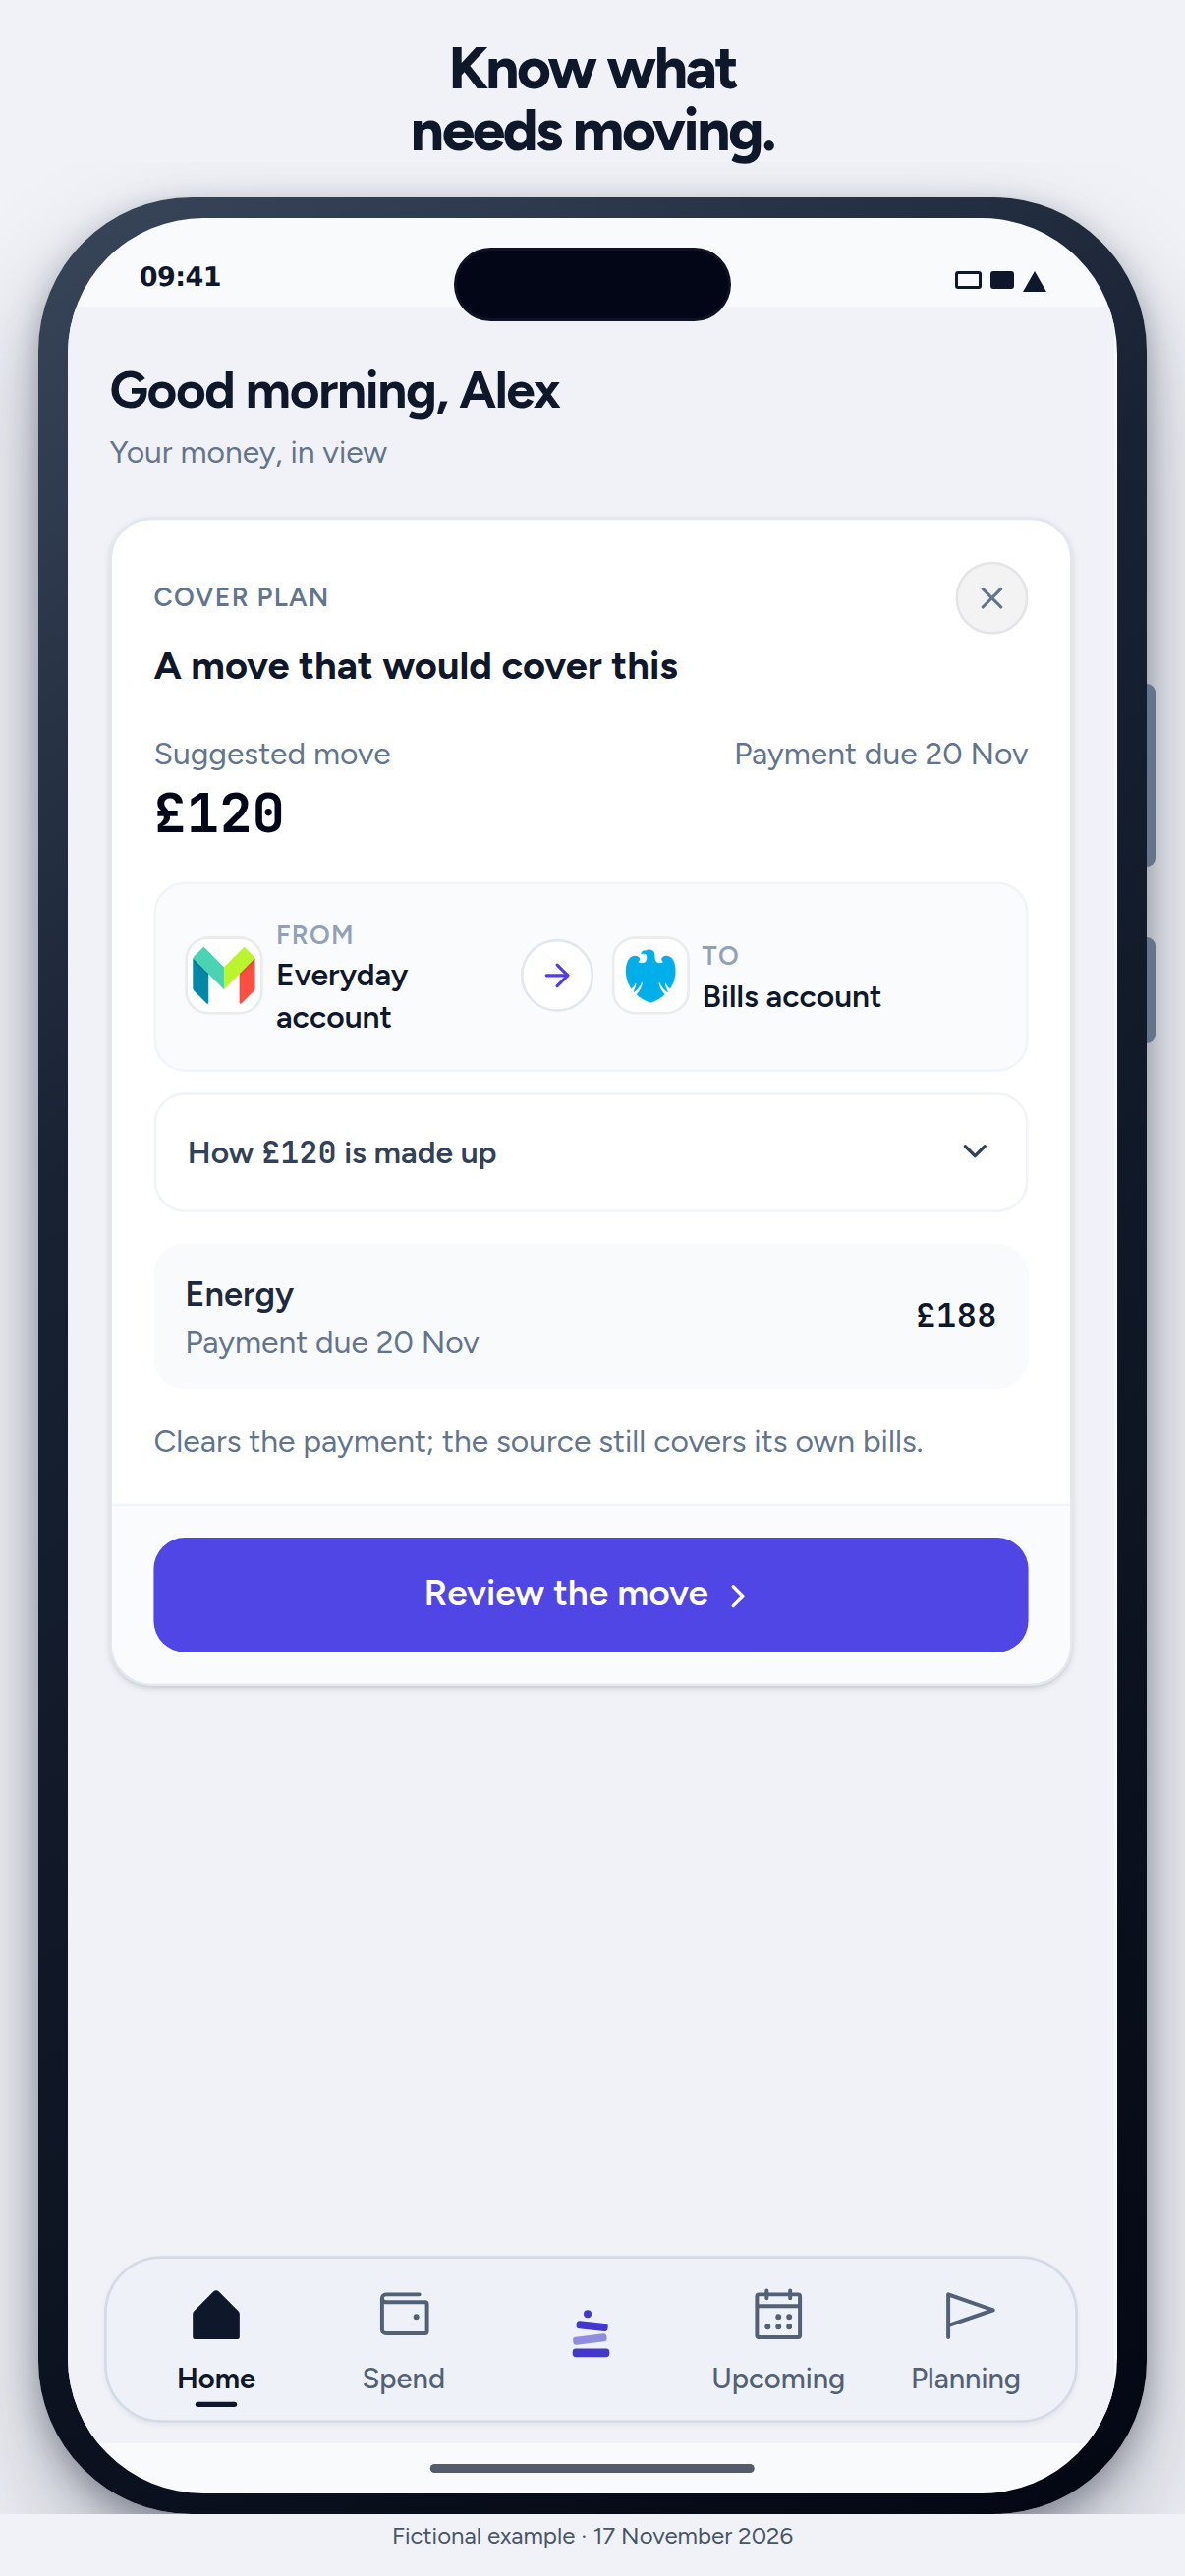 Know what
needs moving.
09:41
Good morning, Alex
Your money, in view
COVER PLAN
A move that would cover this
Suggested move
Payment due 20 Nov
£120
FROM
Everyday
account
TO
Bills account
How £120 is made up
Energy
Payment due 20 Nov
£188
Clears the payment; the source still covers its own bills.
Review the move
Home
Spend
Upcoming
Planning
Fictional example · 17 November 2026